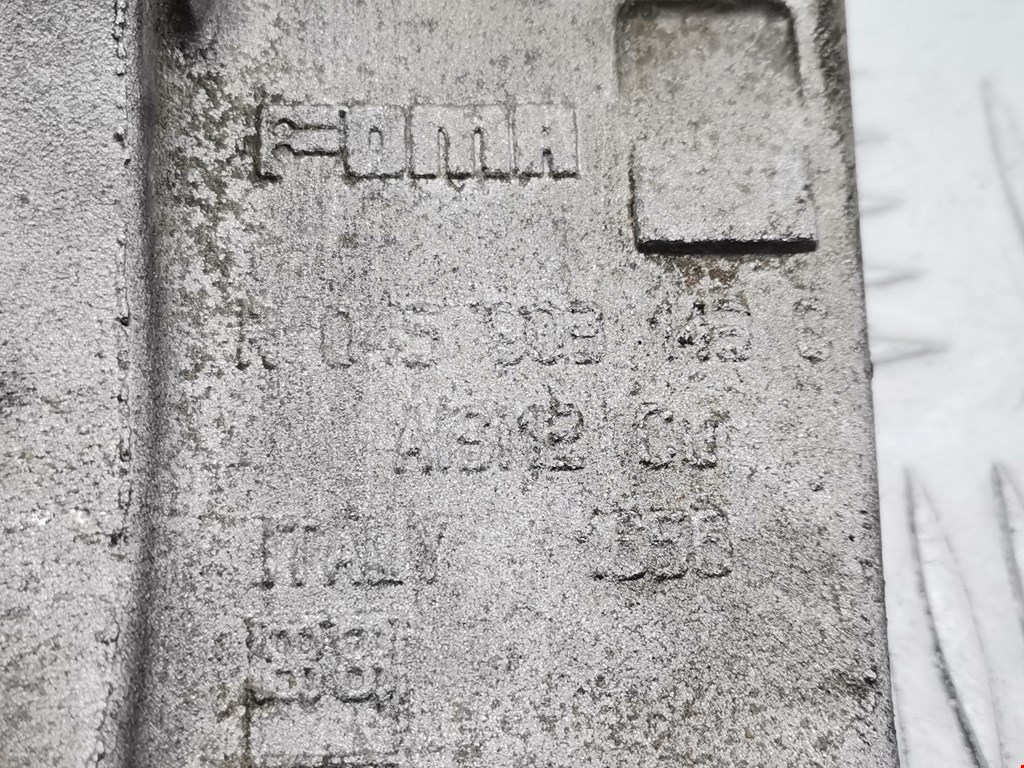 FOMA
R 045 903 143 G
AlSi12 Cu
ITALY